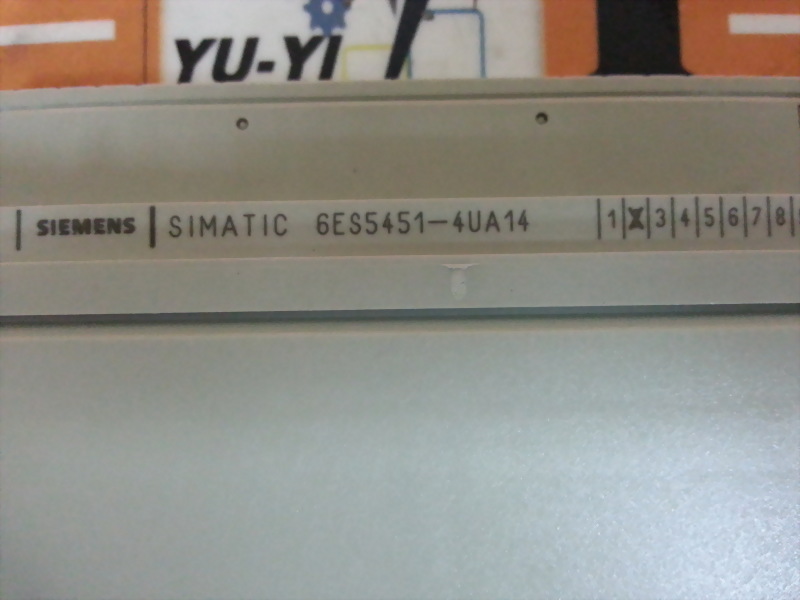 YU-YI
SIEMENS SIMATIC 6ES5451-4UA14 1 X 3 4 5 6 7 8